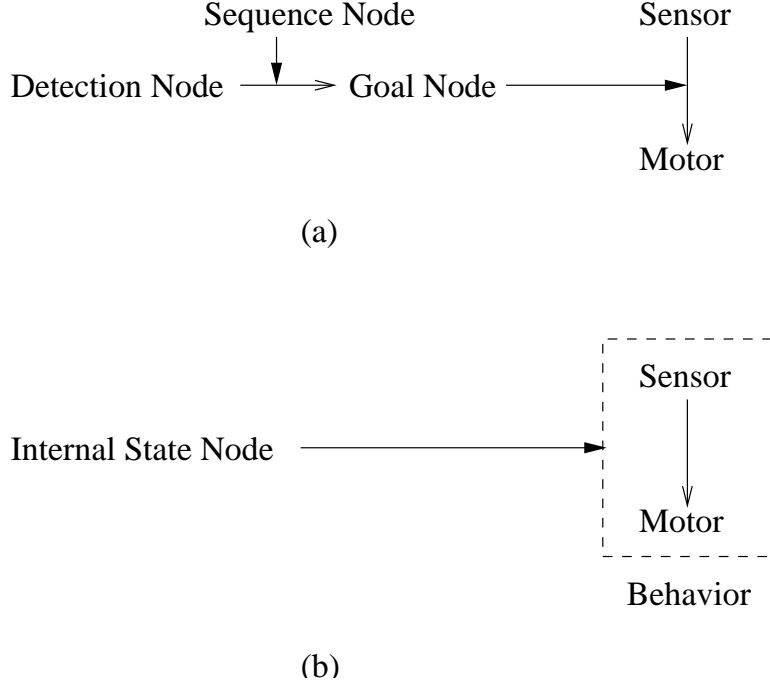 Sequence Node
Sensor
Detection Node
Goal Node
Motor
(a)
Sensor
Internal State Node
Motor
Behavior
(b)